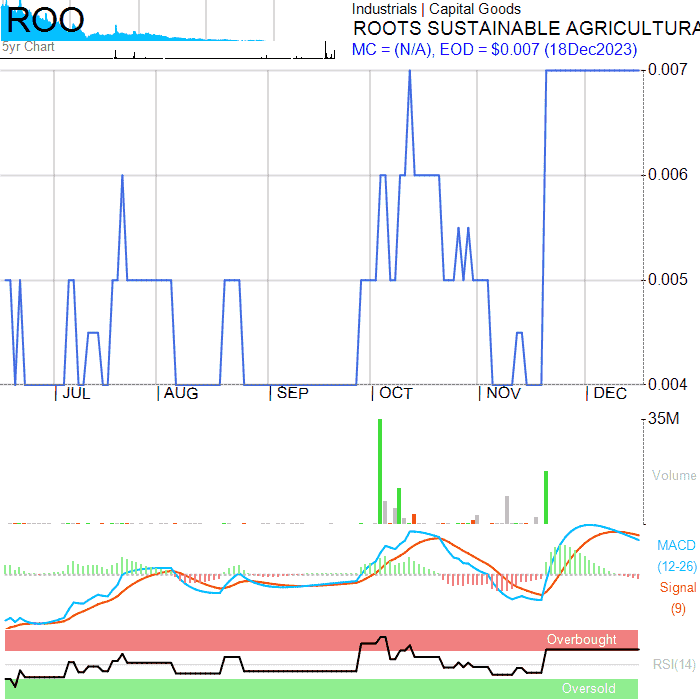 ROO
5yr Chart
Industrials | Capital Goods
ROOTS SUSTAINABLE AGRICULTURA
MC = (N/A), EOD = $0.007 (18Dec2023)
0.007
0.006
0.005
0.004
JUL
AUG
SEP
OCT
NOV
DEC
35M
Volume
MACD
(12-26)
Signal
(9)
Overbought
RSI(14)
Oversold